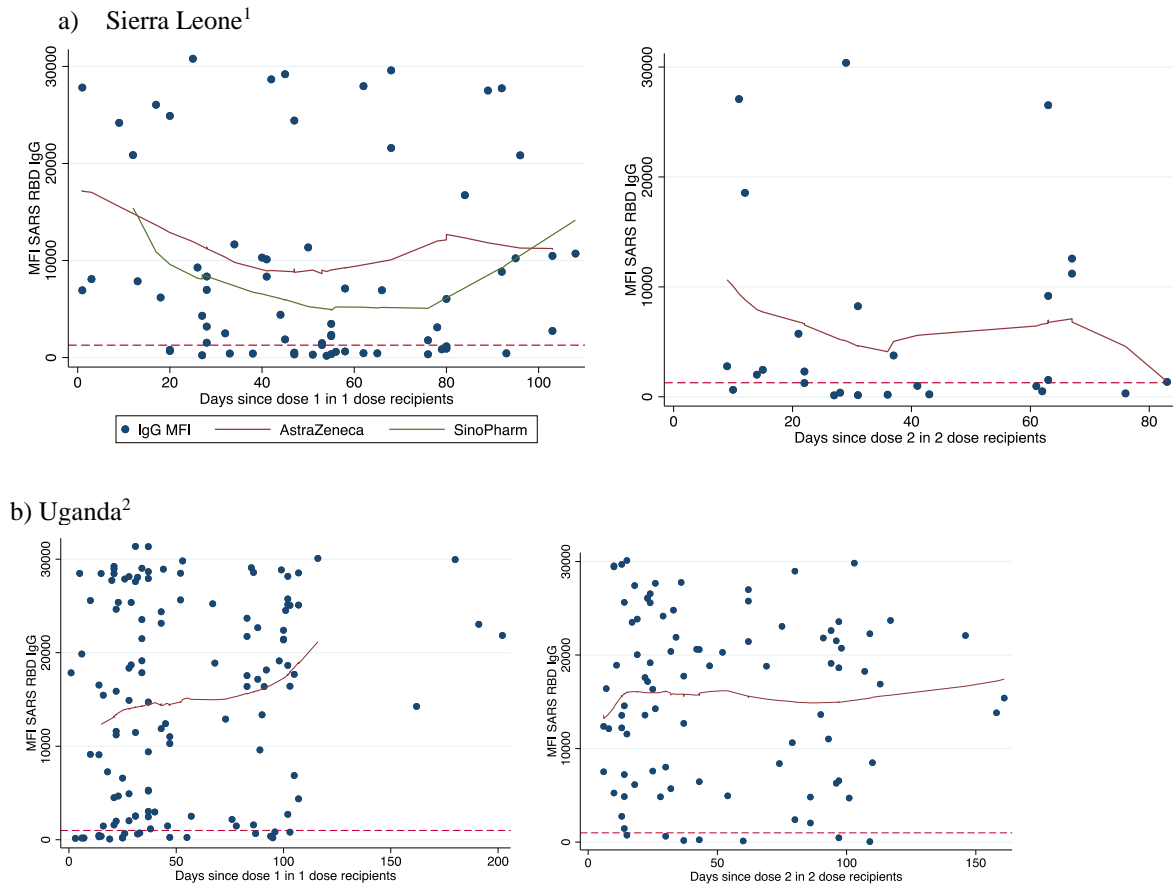 a) Sierra Leone1
MFI SARS RBD IgG
30000
20000
10000
0
0 20 40 60 80 100
Days since dose 1 in 1 dose recipients
IgG MFI AstraZeneca SinoPharm
MFI SARS RBD IgG
30000
20000
10000
0
0 20 40 60 80
Days since dose 2 in 2 dose recipients
b) Uganda2
MFI SARS RBD IgG
30000
20000
10000
0
0 50 100 150 200
Days since dose 1 in 1 dose recipients
MFI SARS RBD IgG
30000
20000
10000
0
0 50 100 150
Days since dose 2 in 2 dose recipients